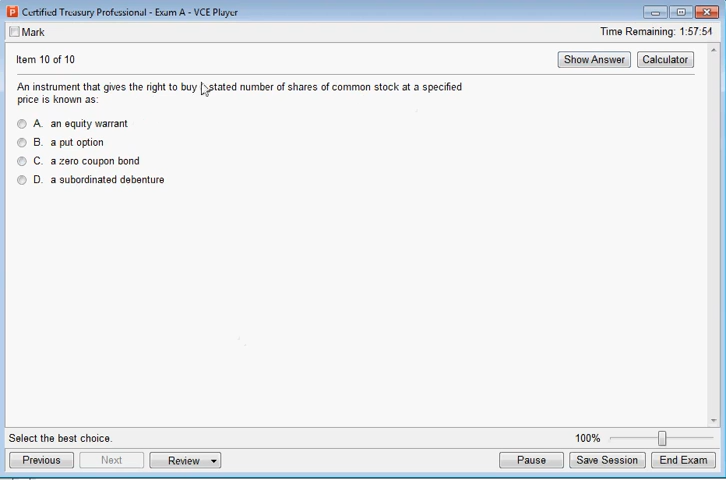 Certified Treasury Professional - Exam A - VCE Player
Mark
Time Remaining: 1:57:54
Item 10 of 10
Show Answer
Calculator
An instrument that gives the right to buy stated number of shares of common stock at a specified
price is known as:
A. an equity warrant
B. a put option
C. a zero coupon bond
D. a subordinated debenture
Select the best choice.
100%
Previous
Next
Review
Pause
Save Session
End Exam